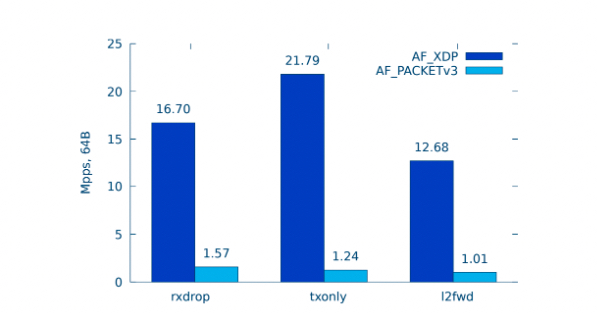 25
20
15
10
5
0
Mpps, 64B
AF_XDP
AF_PACKETv3
16.70
1.57
21.79
1.24
12.68
1.01
rxdrop
txonly
l2fwd